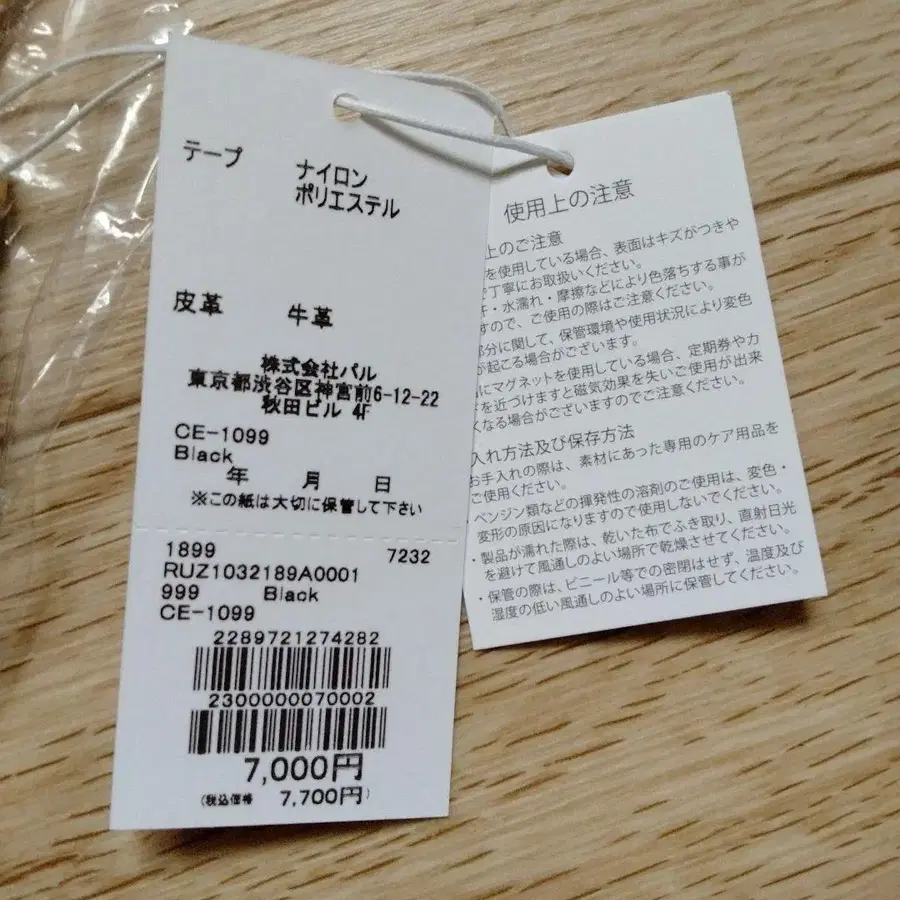 テープ ナイロン
ポリエステル
皮革 牛革
株式会社パル
東京都渋谷区神宮前6-12-22
秋田ビル 4F
CE-1099
Black
年 月 日
※この紙は大切に保管して下さい
1899 7232
RUZ1032189A0001
999 Black
CE-1099
2289721274282
2300000070002
7,000円
(税込価格 7,700円)
使用上の注意
上のご注意
を使用している場合、表面はキズがつきや
で丁寧にお取扱いください。
汗・水濡れ・摩擦などにより色落ちする事が
すので、ご使用の際はご注意ください。
部分に関して、保管環境や使用状況により変色
が起こる場合がございます。
にマグネットを使用している場合、定期券やカ
を近づけますと磁気効果を失いご使用が出来
くなる場合がございますのでご注意ください。
入れ方法及び保存方法
お手入れの際は、素材にあった専用のケア用品を
ご使用ください。
ベンジン類などの揮発性の溶剤のご使用は、変色・
変形の原因になりますので使用しないでください。
・製品が濡れた際は、乾いた布でふき取り、直射日光
を避けて風通しのよい場所で乾燥させてください。
・保管の際は、ビニール等での密閉はせず、温度及び
湿度の低い風通しのよい場所に保管してください。